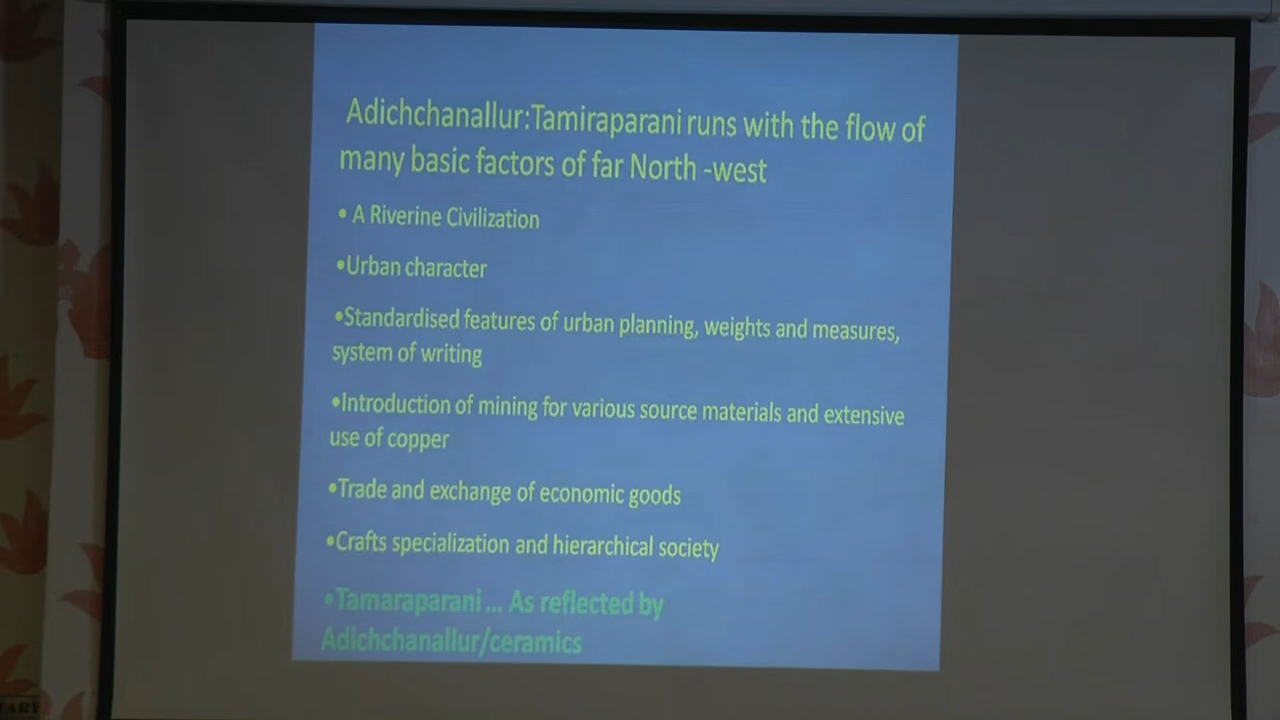 Adichchanallur:Tamiraparani runs with the flow of
many basic factors of far North -west
• A Riverine Civilization
•Urban character
•Standardised features of urban planning, weights and measures,
system of writing
•Introduction of mining for various source materials and extensive
use of copper
•Trade and exchange of economic goods
•Crafts specialization and hierarchical society
•Tamaraparani ... As reflected by
Adichchanallur/ceramics